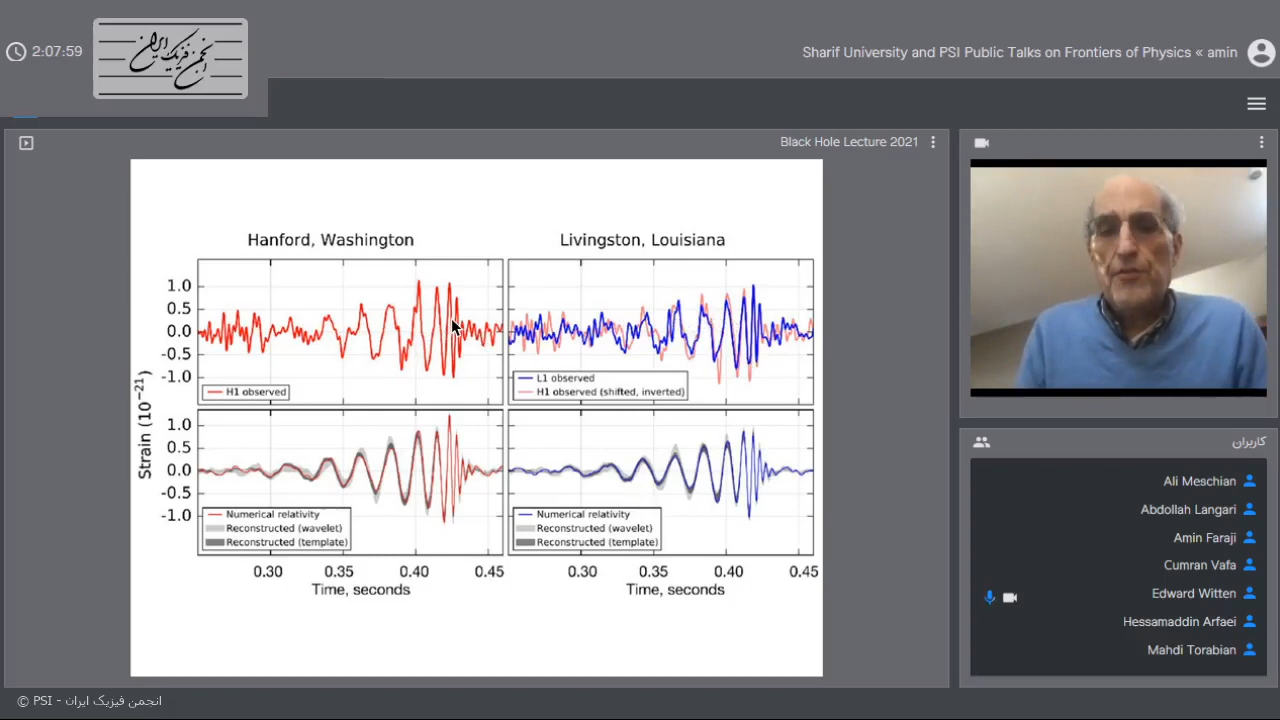 2:07:59
انجمن فیزیک ایران
Sharif University and PSI Public Talks on Frontiers of Physics « amin
Black Hole Lecture 2021
Hanford, Washington
Livingston, Louisiana
Strain (10⁻²¹)
1.0
0.5
0.0
-0.5
-1.0
H1 observed
L1 observed
H1 observed (shifted, inverted)
1.0
0.5
0.0
-0.5
-1.0
Numerical relativity
Reconstructed (wavelet)
Reconstructed (template)
Numerical relativity
Reconstructed (wavelet)
Reconstructed (template)
0.30 0.35 0.40 0.45
0.30 0.35 0.40 0.45
Time, seconds
Time, seconds
کاربران
Ali Meschian
Abdollah Langari
Amin Faraji
Cumran Vafa
Edward Witten
Hessamaddin Arfaei
Mahdi Torabian
© PSI - انجمن فیزیک ایران